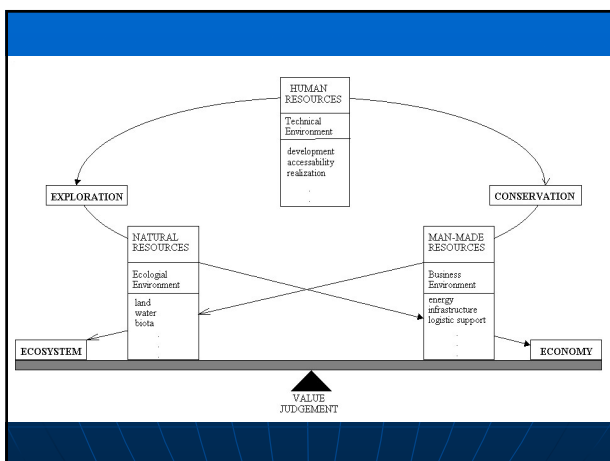 HUMAN
RESOURCES
Technical
Environment
development
accessability
realization
.
.
EXPLORATION
CONSERVATION
NATURAL
RESOURCES
Ecologial
Environment
land
water
biota
.
.
.
MAN-MADE
RESOURCES
Business
Environment
energy
infrastructure
logistic support
.
.
.
ECOSYSTEM
ECONOMY
VALUE
JUDGEMENT